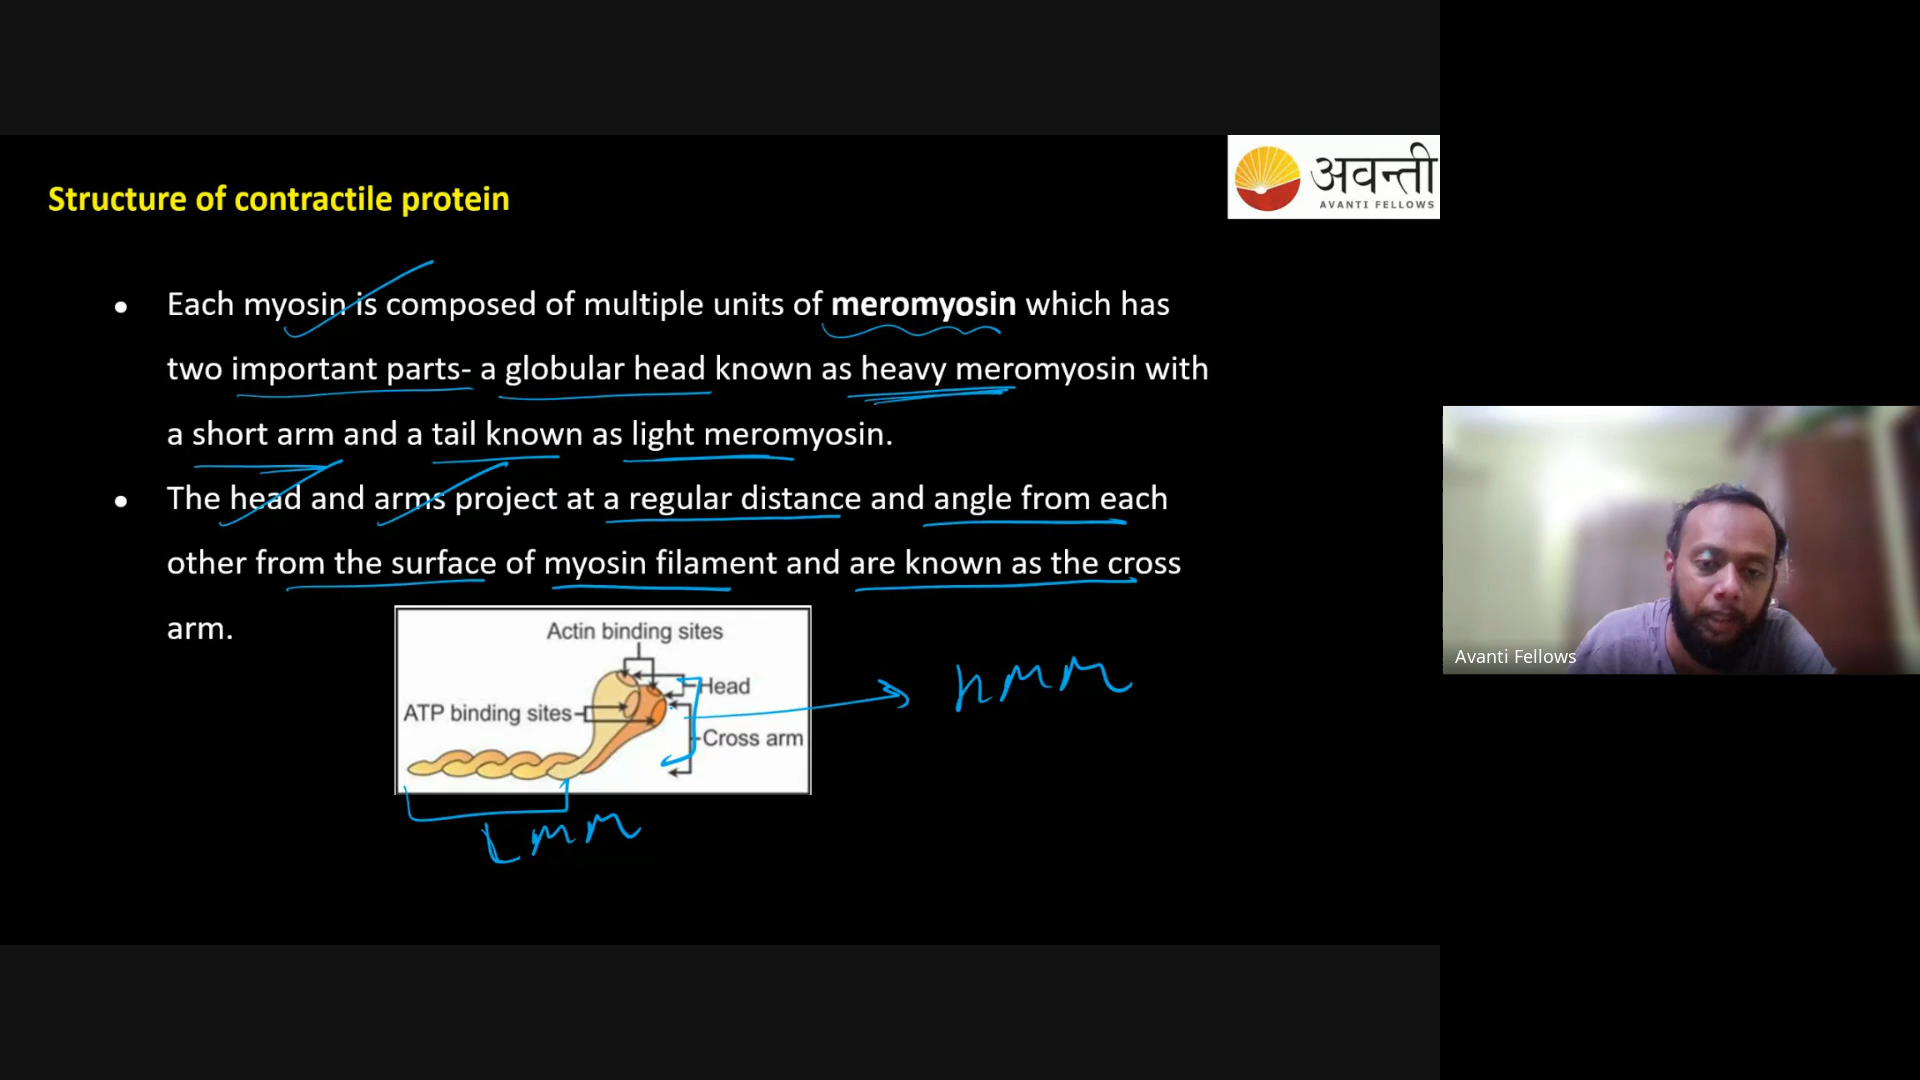 अवन्ती
AVANTI FELLOWS
Structure of contractile protein
● Each myosin is composed of multiple units of meromyosin which has
two important parts- a globular head known as heavy meromyosin with
a short arm and a tail known as light meromyosin.
● The head and arms project at a regular distance and angle from each
other from the surface of myosin filament and are known as the cross
arm.
Actin binding sites
Head
ATP binding sites
Cross arm
HMM
LMM
Avanti Fellows